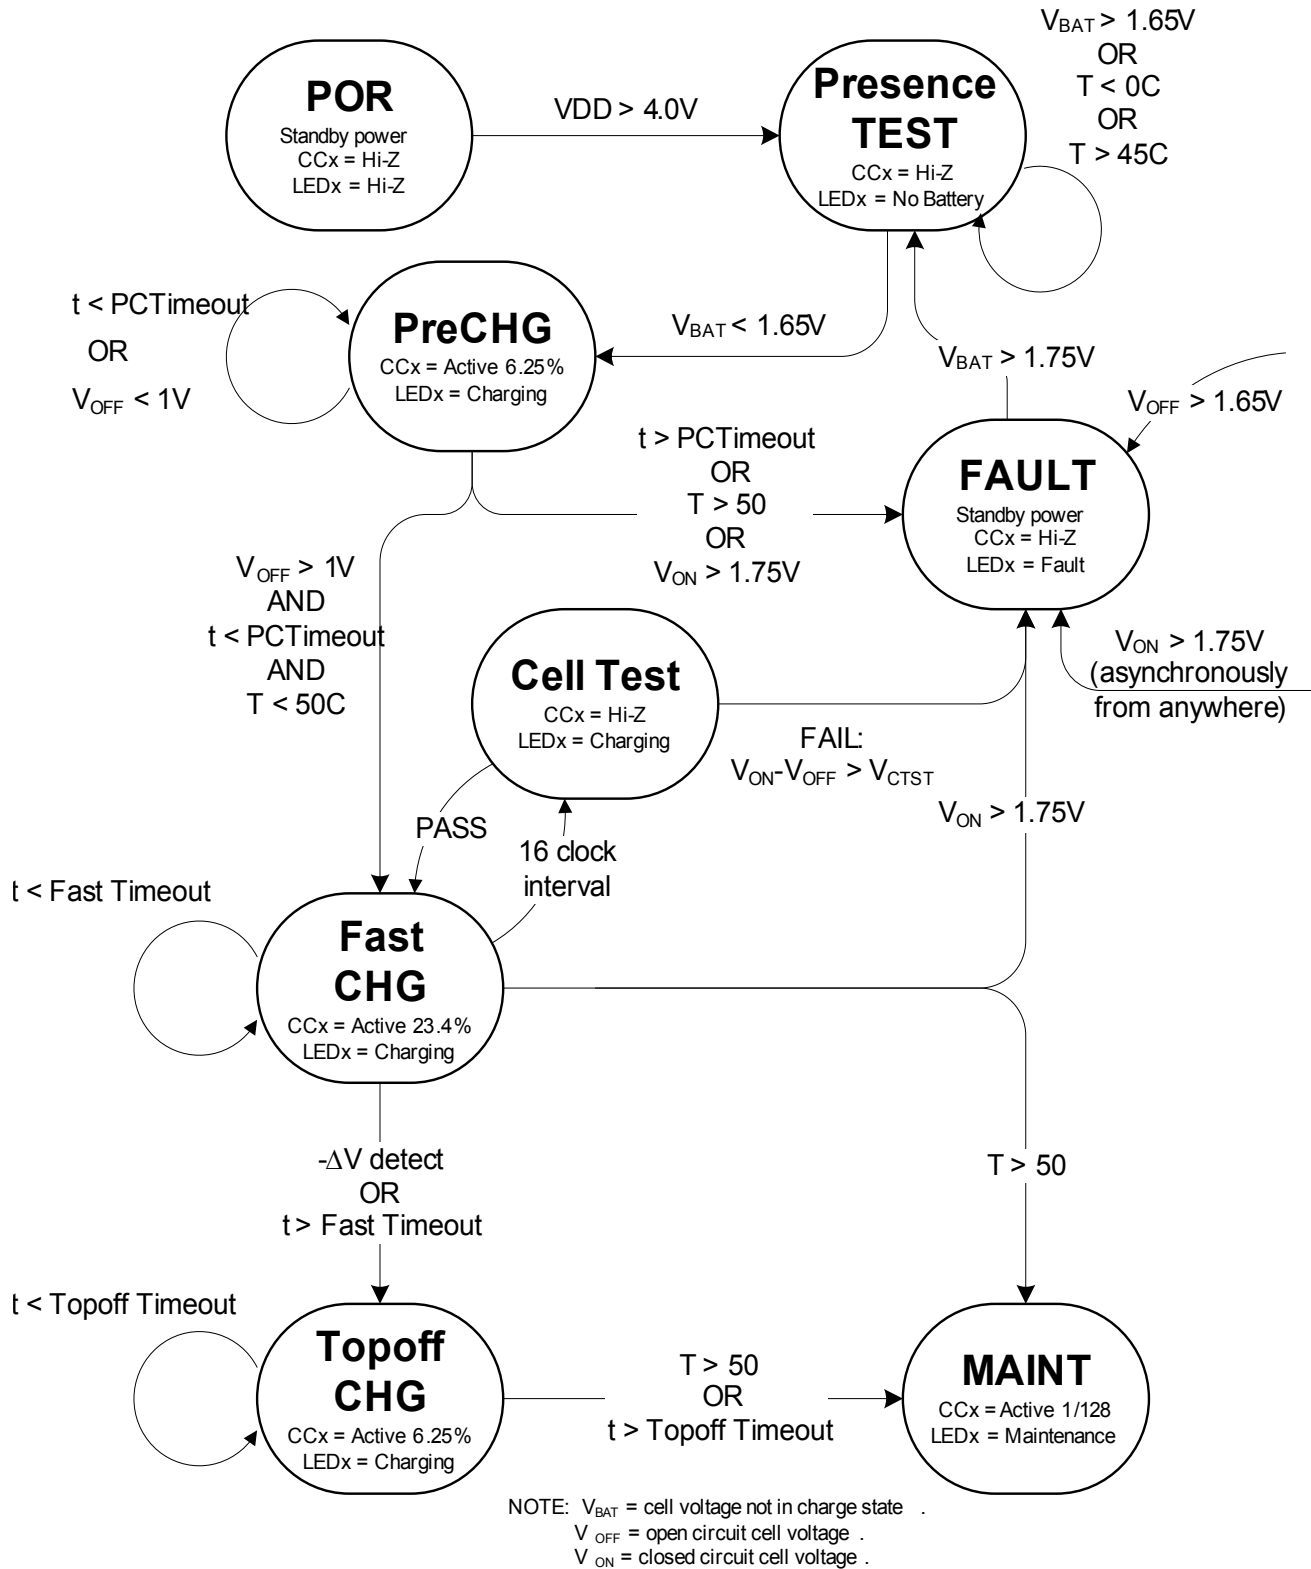 POR
Standby power
CCx = Hi-Z
LEDx = Hi-Z
VDD > 4.0V
Presence
TEST
CCx = Hi-Z
LEDx = No Battery
VBAT > 1.65V
OR
T < 0C
OR
T > 45C
t < PCTimeout
OR
VOFF < 1V
PreCHG
CCx = Active 6.25%
LEDx = Charging
VBAT < 1.65V
VBAT > 1.75V
VOFF > 1.65V
t > PCTimeout
OR
T > 50
OR
VON > 1.75V
FAULT
Standby power
CCx = Hi-Z
LEDx = Fault
VOFF > 1V
AND
t < PCTimeout
AND
T < 50C
Cell Test
CCx = Hi-Z
LEDx = Charging
FAIL:
VON-VOFF > VCTST
VON > 1.75V
(asynchronously
from anywhere)
VON > 1.75V
PASS
16 clock
interval
t < Fast Timeout
Fast
CHG
CCx = Active 23.4%
LEDx = Charging
-ΔV detect
OR
t > Fast Timeout
T > 50
t < Topoff Timeout
Topoff
CHG
CCx = Active 6.25%
LEDx = Charging
T > 50
OR
t > Topoff Timeout
MAINT
CCx = Active 1/128
LEDx = Maintenance
NOTE: VBAT = cell voltage not in charge state .
V OFF = open circuit cell voltage .
V ON = closed circuit cell voltage .